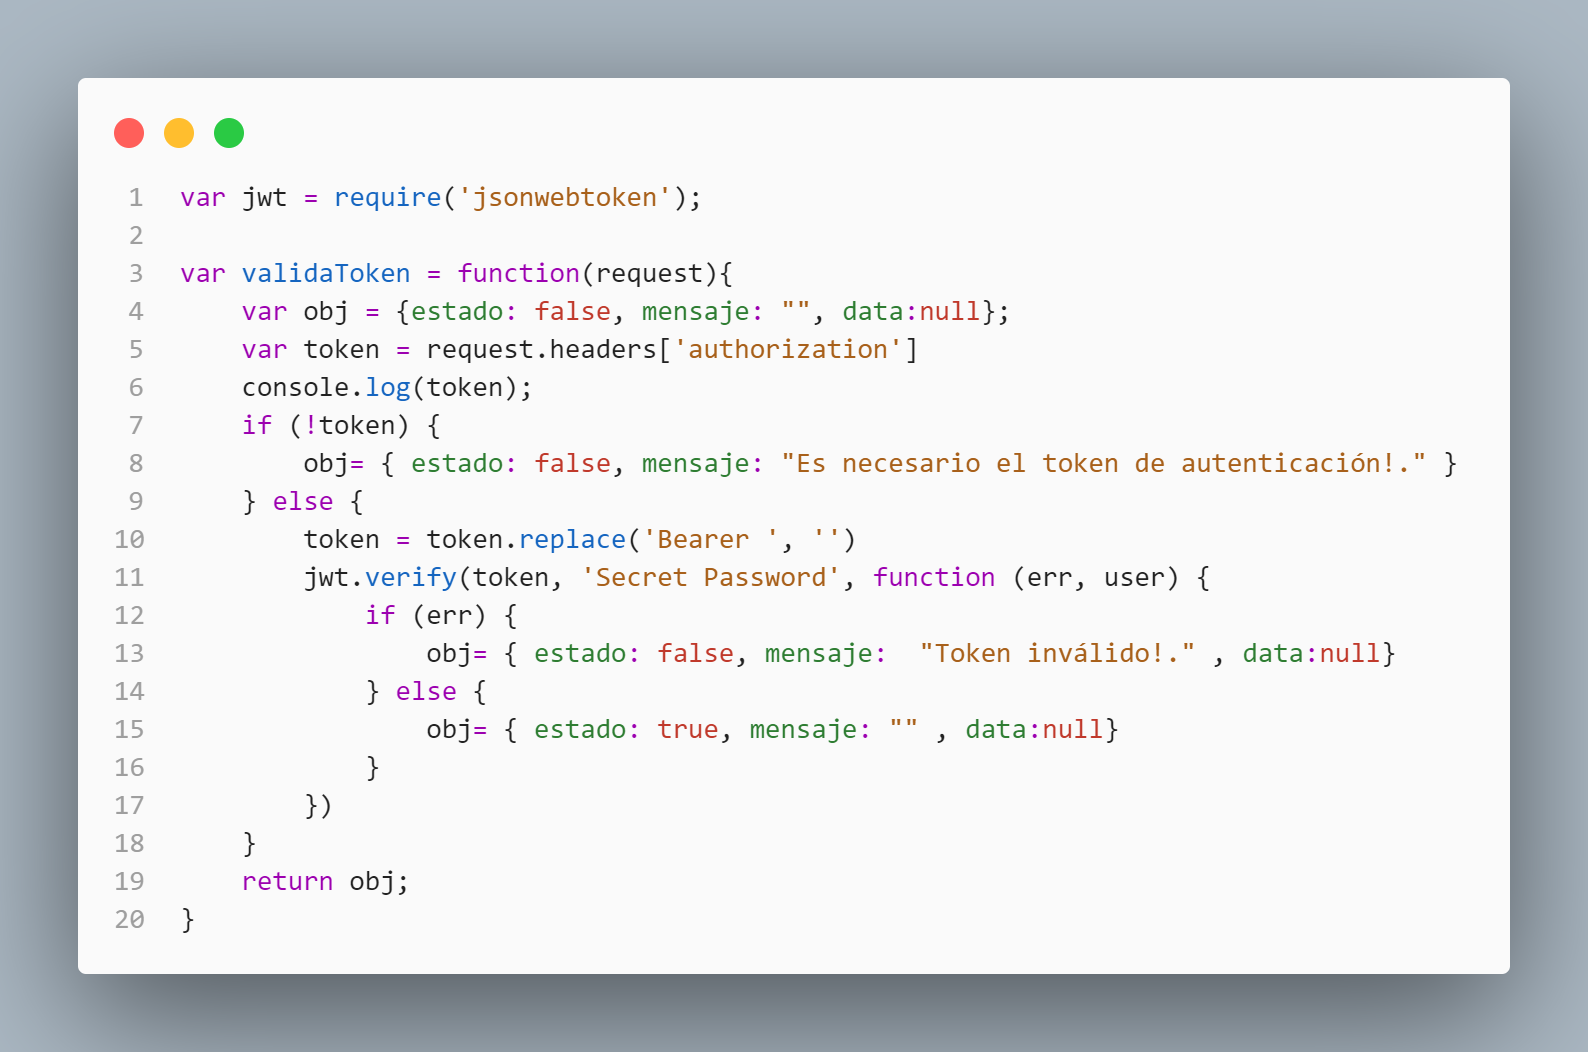 1 var jwt = require('jsonwebtoken');
2
3 var validaToken = function(request){
4     var obj = {estado: false, mensaje: "", data:null};
5     var token = request.headers['authorization']
6     console.log(token);
7     if (!token) {
8         obj= { estado: false, mensaje: "Es necesario el token de autenticación!." }
9     } else {
10         token = token.replace('Bearer ', '')
11         jwt.verify(token, 'Secret Password', function (err, user) {
12             if (err) {
13                 obj= { estado: false, mensaje:  "Token inválido!." , data:null}
14             } else {
15                 obj= { estado: true, mensaje: "" , data:null}
16             }
17         })
18     }
19     return obj;
20 }